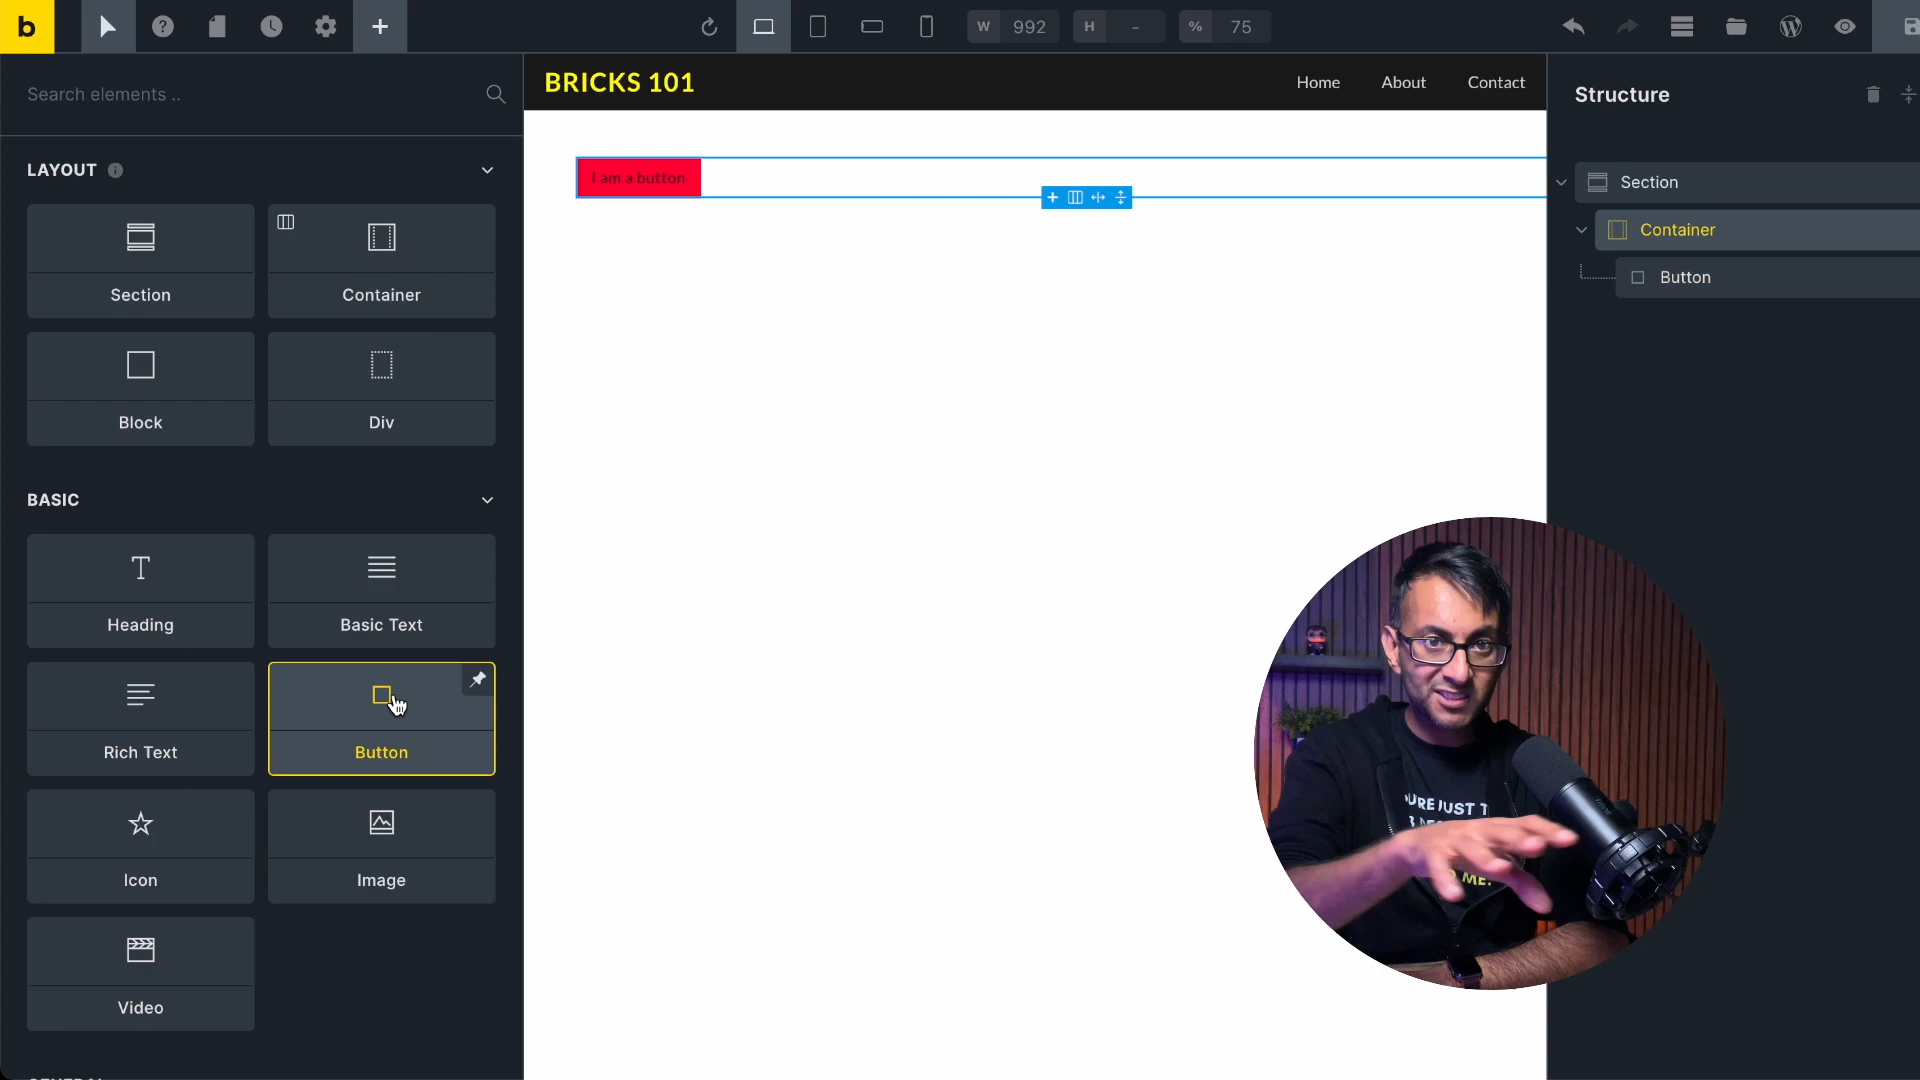 b
W 992
H -
% 75
Search elements ..
BRICKS 101
Home
About
Contact
Structure
LAYOUT
I am a button
Section
Container
Button
Section
Container
Block
Div
BASIC
Heading
Basic Text
Rich Text
Button
Icon
Image
Video
ME.